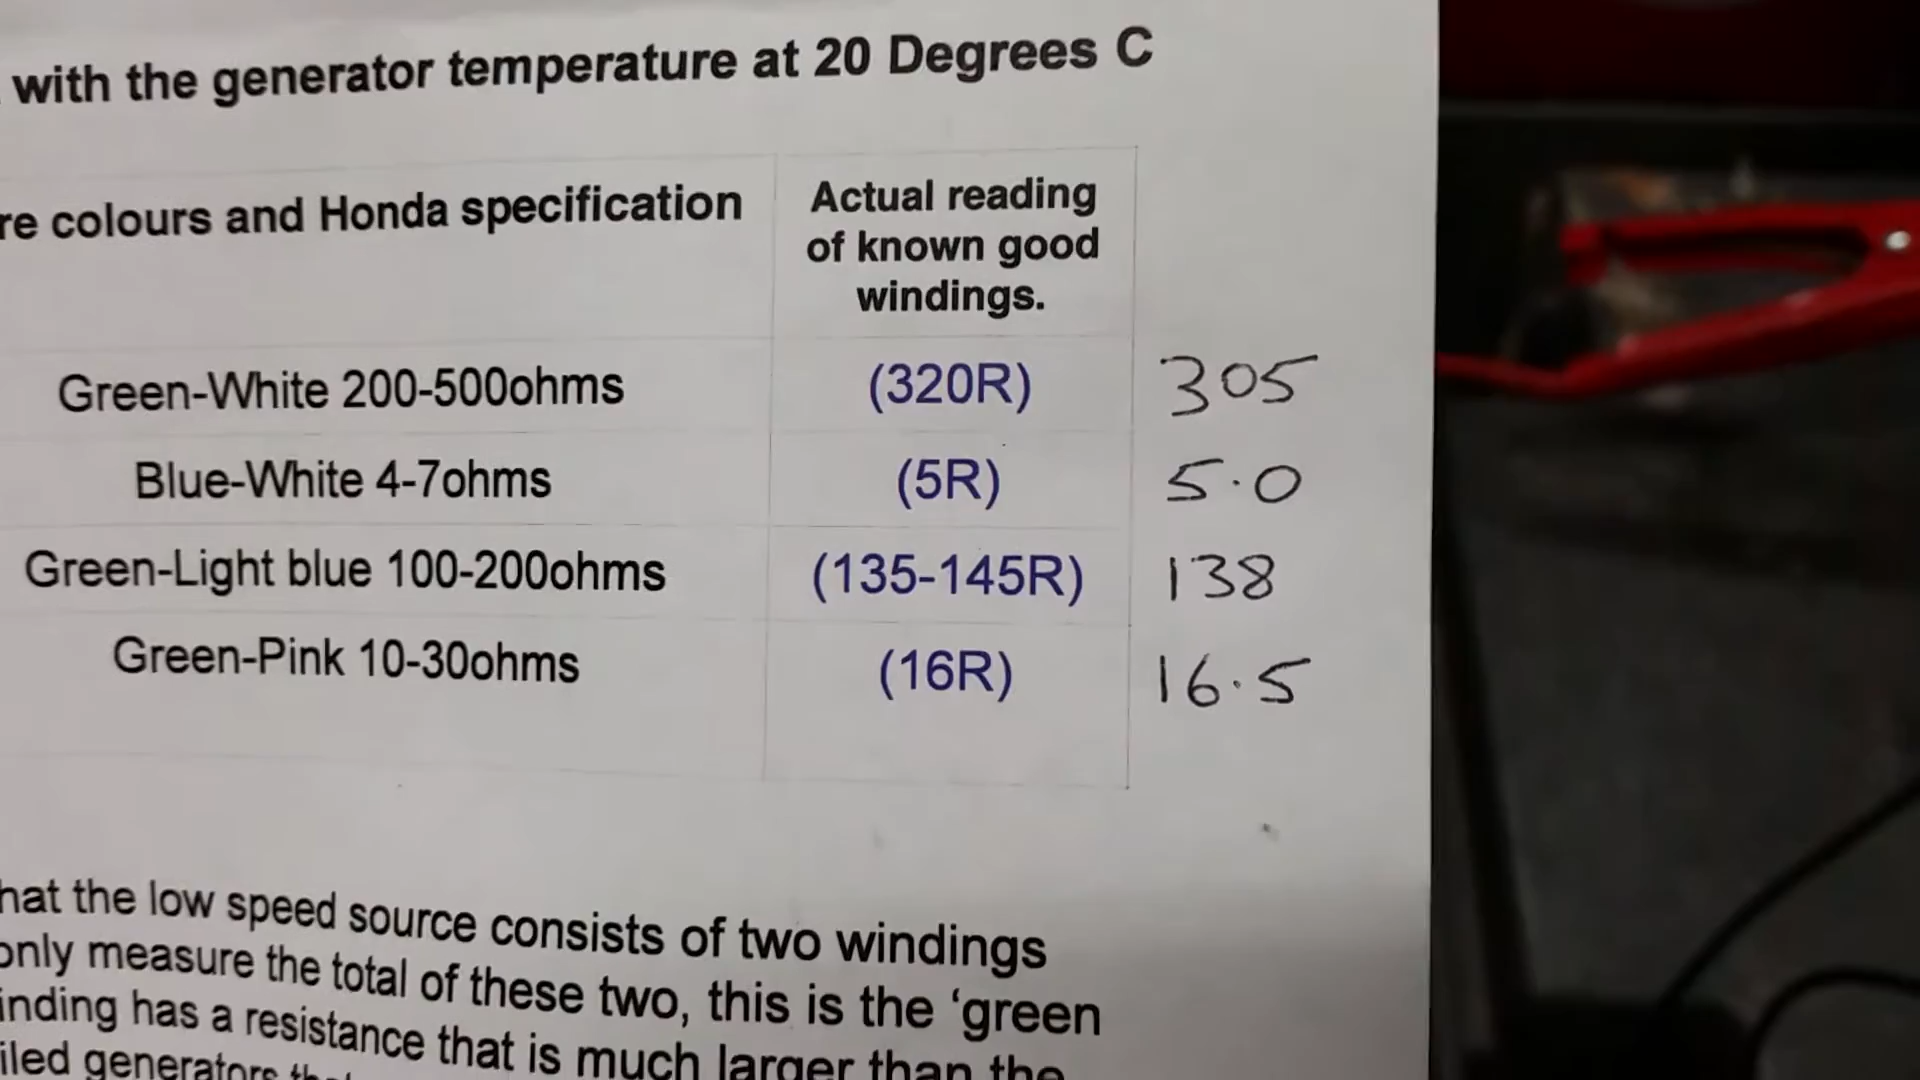 with the generator temperature at 20 Degrees C
re colours and Honda specification
Actual reading
of known good
windings.
Green-White 200-500ohms (320R) 305
Blue-White 4-7ohms (5R) 5.0
Green-Light blue 100-200ohms (135-145R) 138
Green-Pink 10-30ohms (16R) 16.5
hat the low speed source consists of two windings
only measure the total of these two, this is the ‘green
inding has a resistance that is much larger than the
iled generators